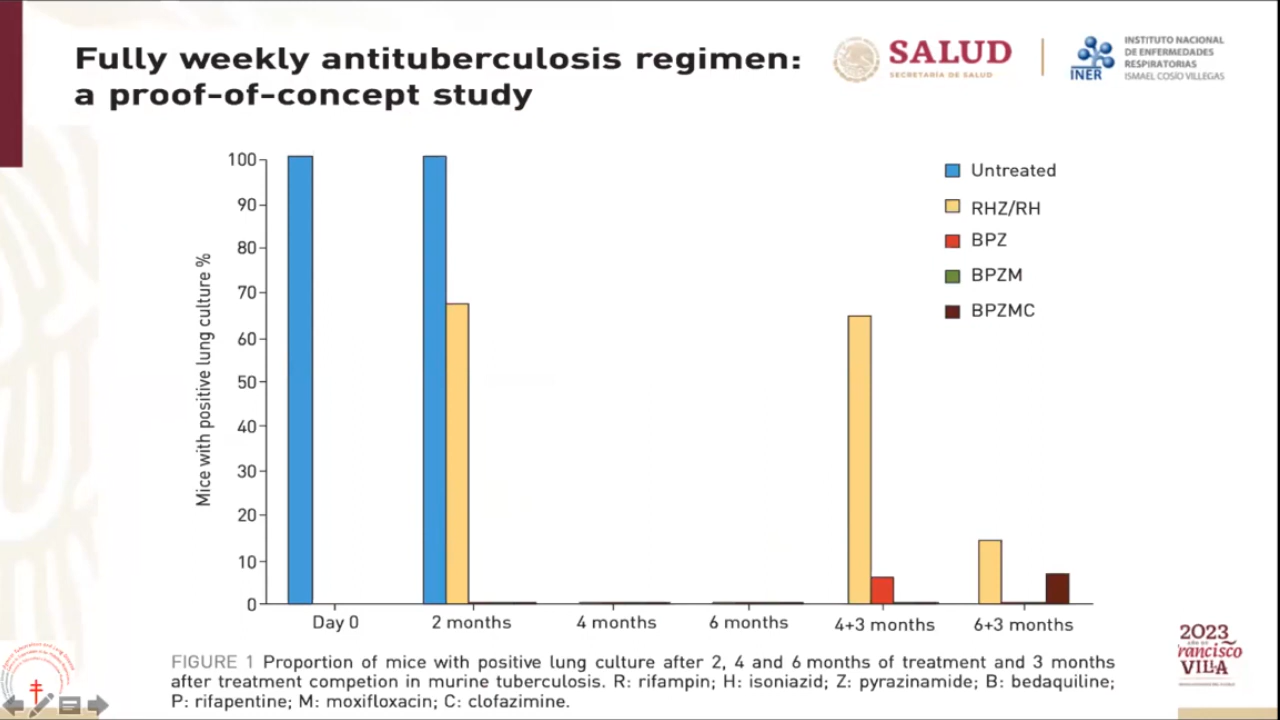 Fully weekly antituberculosis regimen:
a proof-of-concept study
SALUD
SECRETARÍA DE SALUD
INER
INSTITUTO NACIONAL
DE ENFERMEDADES
RESPIRATORIAS
ISMAEL COSÍO VILLEGAS
Mice with positive lung culture %
100
90
80
70
60
50
40
30
20
10
0
Day 0
2 months
4 months
6 months
4+3 months
6+3 months
Untreated
RHZ/RH
BPZ
BPZM
BPZMC
FIGURE 1 Proportion of mice with positive lung culture after 2, 4 and 6 months of treatment and 3 months
after treatment competion in murine tuterculosis. R: rifampin; H: isoniazid; Z: pyrazinamide; B: bedaquiline;
P: rifapentine; M: moxifloxacin; C: clofazimine.
2023
AÑO DE
Francisco
VILLA